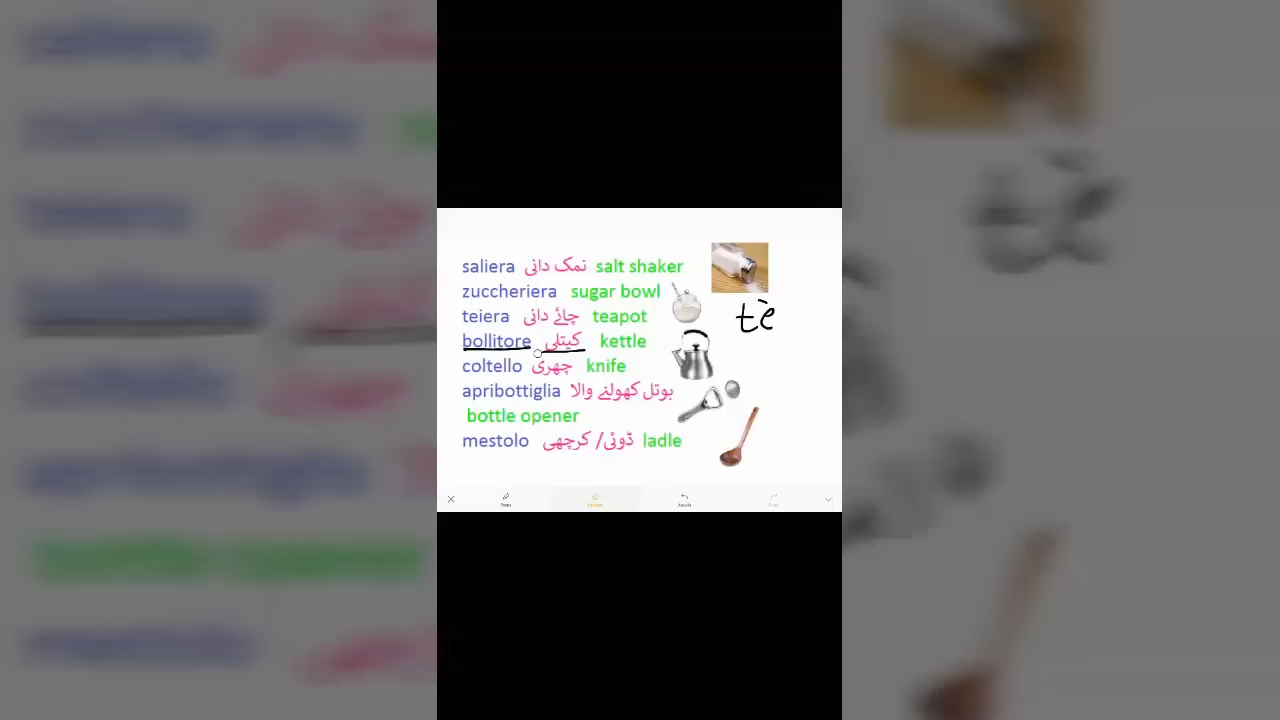 saliera نمک دانی salt shaker
zuccheriera sugar bowl
teiera چائے دانی teapot
bollitore کیتلی kettle
coltello چھری knife
apribottiglia بوتل کھولنے والا
bottle opener
mestolo ڈوئی/ کرچھی ladle
tè